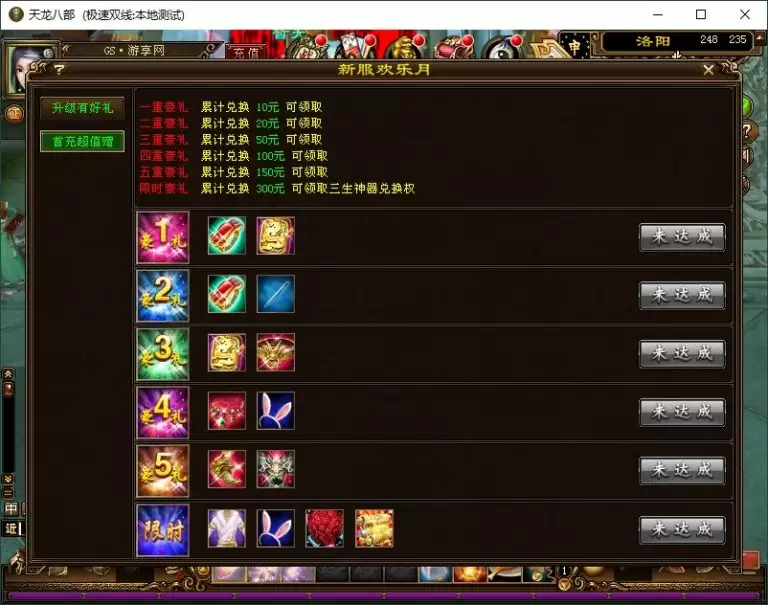 天龙八部 (极速双线:本地测试)
GS·游享网
充值
洛阳
248 235
?
新服欢乐月
升级有好礼
首充超值赠
一重豪礼 累计兑换 10元 可领取
二重豪礼 累计兑换 20元 可领取
三重豪礼 累计兑换 50元 可领取
四重豪礼 累计兑换 100元 可领取
五重豪礼 累计兑换 150元 可领取
限时豪礼 累计兑换 300元 可领取三生神器兑换权
1豪礼
未达成
2豪礼
未达成
3豪礼
未达成
4豪礼
未达成
5豪礼
未达成
限时
未达成
近
1